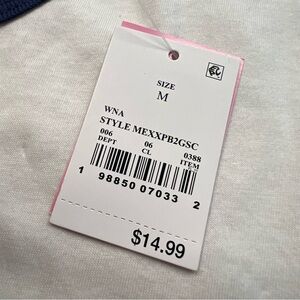 SIZE
M
WNA
STYLE MEXXPB2GSC
006 06 0388
DEPT CL ITEM
1 98850 07033 2
$14.99